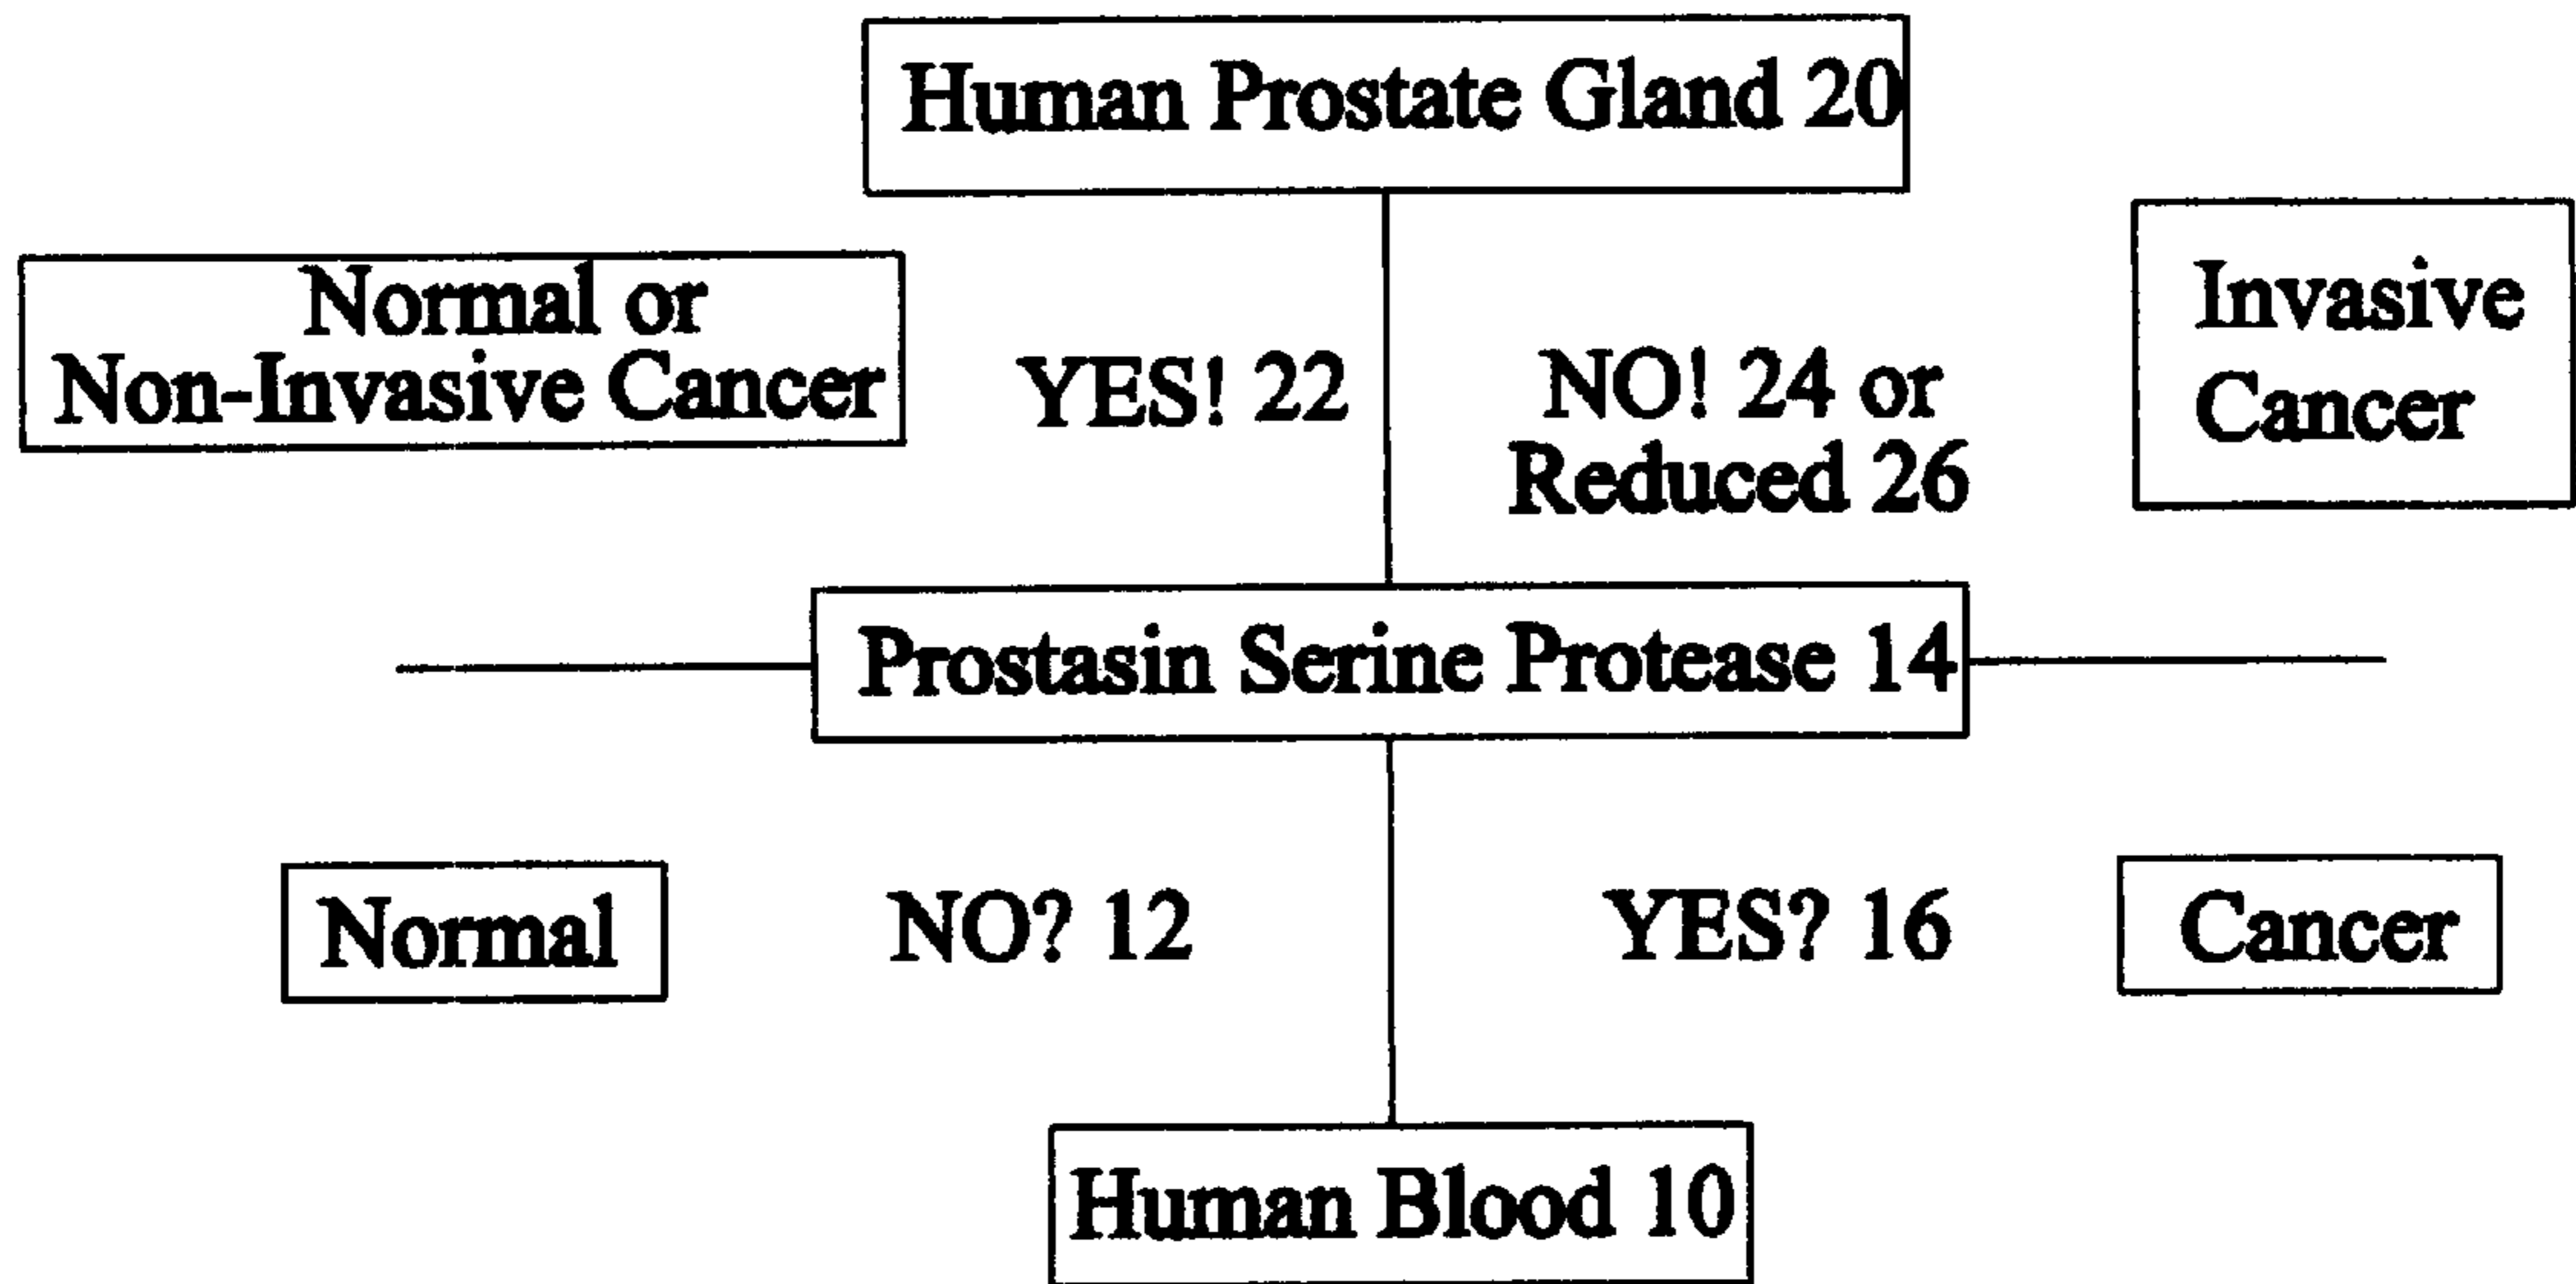 Human Prostate Gland 20
Normal or
Non-Invasive Cancer
YES! 22
NO! 24 or
Reduced 26
Invasive
Cancer
Prostasin Serine Protease 14
Normal
NO? 12
YES? 16
Cancer
Human Blood 10